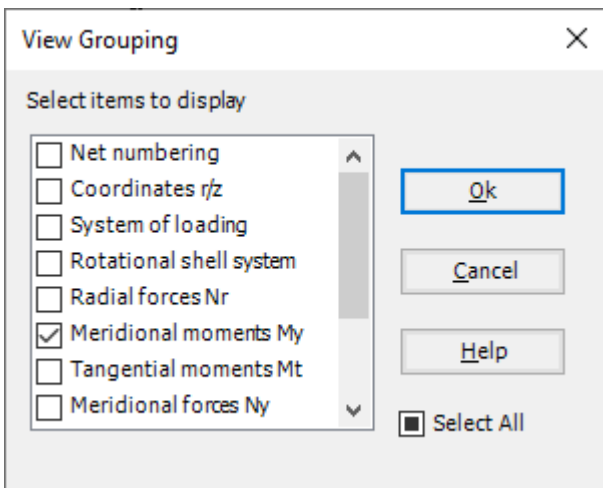 View Grouping
Select items to display
Net numbering
Coordinates r/z
System of loading
Rotational shell system
Radial forces Nr
Meridional moments My
Tangential moments Mt
Meridional forces Ny
Ok
Cancel
Help
Select All